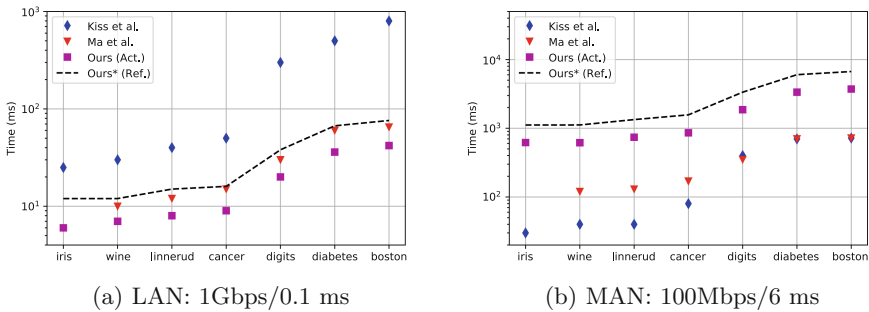 Kiss et al.
Ma et al.
Ours (Act.)
Ours* (Ref.)
Time (ms)
10^3
10^2
10^1
iris wine linnerud cancer digits diabetes boston
(a) LAN: 1Gbps/0.1 ms
Kiss et al.
Ma et al.
Ours (Act.)
Ours* (Ref.)
Time (ms)
10^4
10^3
10^2
iris wine linnerud cancer digits diabetes boston
(b) MAN: 100Mbps/6 ms